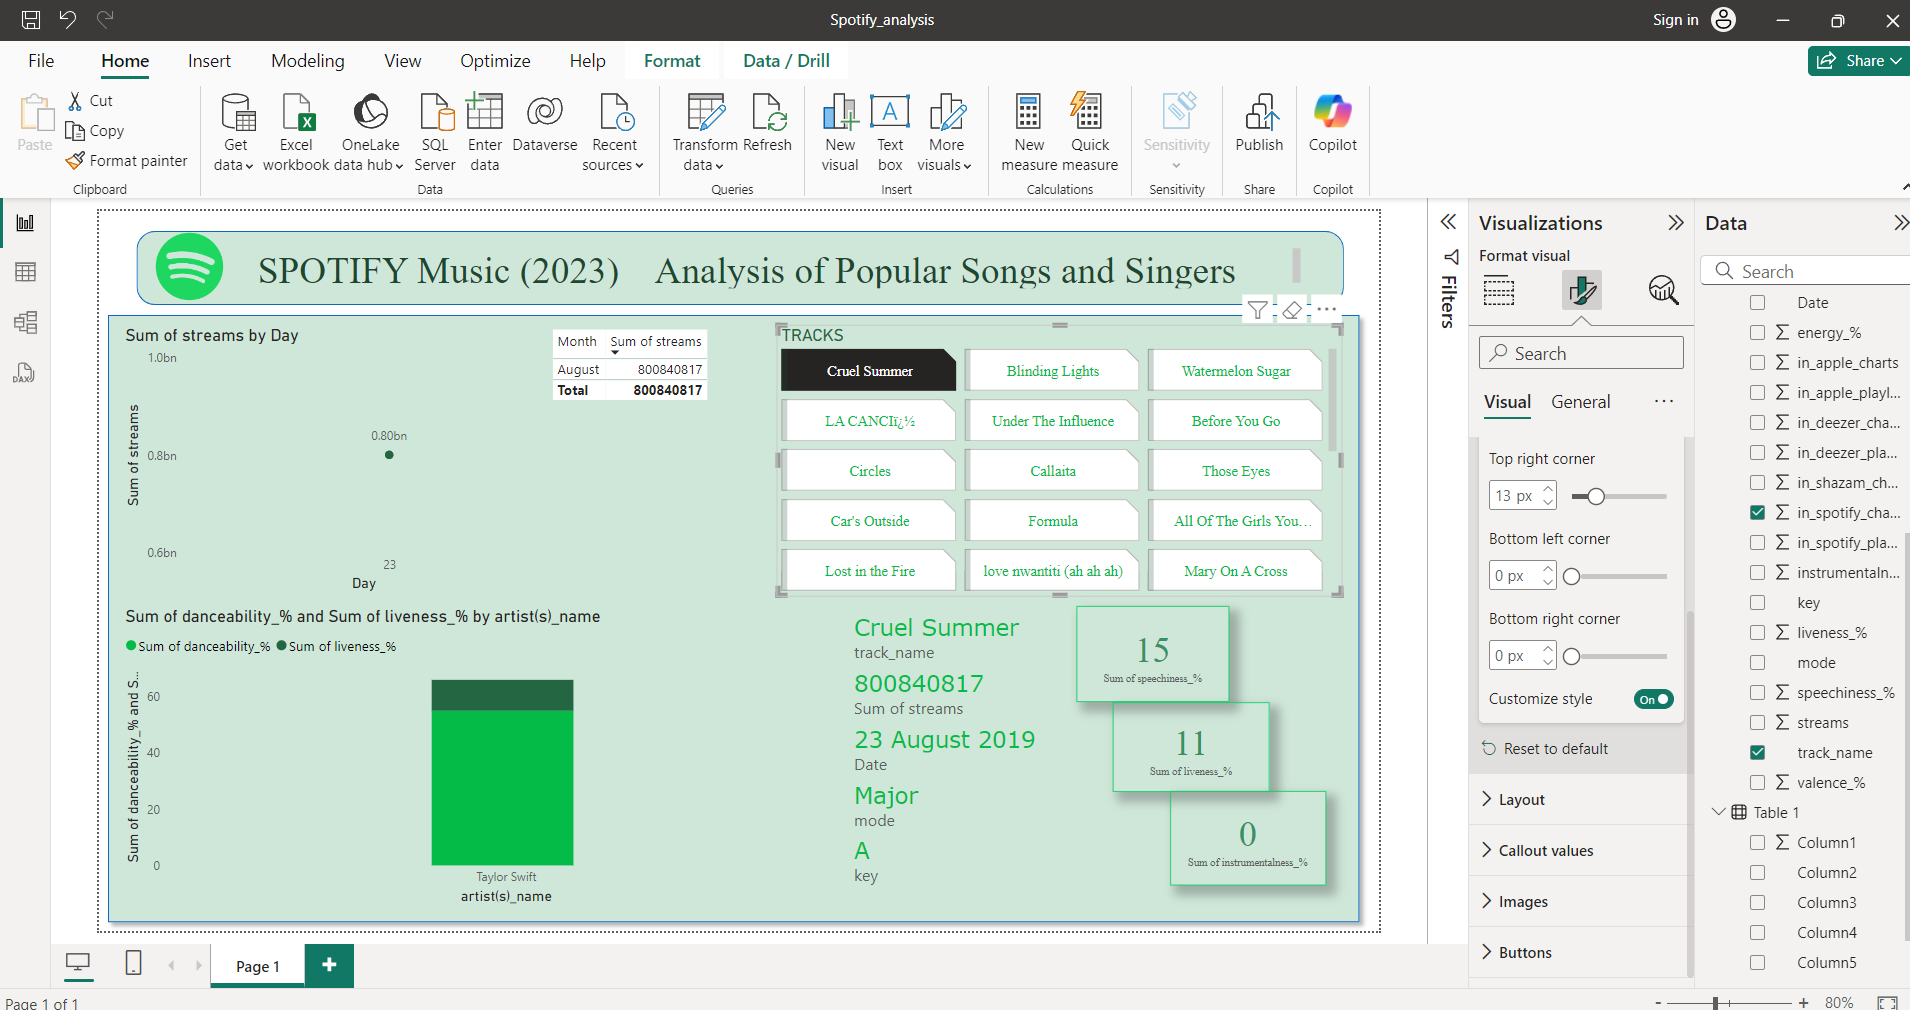 Spotify_analysis
Sign in
File
Home
Insert
Modeling
View
Optimize
Help
Format
Data / Drill
Share
Paste
Cut
Copy
Format painter
Clipboard
Get data
Excel workbook
OneLake data hub
SQL Server
Enter data
Dataverse
Recent sources
Data
Transform data
Refresh
Queries
New visual
Text box
More visuals
Insert
New measure
Quick measure
Calculations
Sensitivity
Sensitivity
Publish
Share
Copilot
Copilot
SPOTIFY Music (2023) Analysis of Popular Songs and Singers
Sum of streams by Day
1.0bn
0.8bn
0.6bn
Sum of streams
0.80bn
23
Day
Month Sum of streams
August 800840817
Total 800840817
TRACKS
Cruel Summer
Blinding Lights
Watermelon Sugar
LA CANCIï¿½
Under The Influence
Before You Go
Circles
Callaita
Those Eyes
Car's Outside
Formula
All Of The Girls You...
Lost in the Fire
love nwantiti (ah ah ah)
Mary On A Cross
Sum of danceability_% and Sum of liveness_% by artist(s)_name
Sum of danceability_% Sum of liveness_%
Sum of danceability_% and S...
60
40
20
0
Taylor Swift
artist(s)_name
Cruel Summer
track_name
800840817
Sum of streams
23 August 2019
Date
Major
mode
A
key
15
Sum of speechiness_%
11
Sum of liveness_%
0
Sum of instrumentalness_%
Filters
Visualizations
Format visual
Search
Visual
General
Top right corner
13 px
Bottom left corner
0 px
Bottom right corner
0 px
Customize style
On
Reset to default
Layout
Callout values
Images
Buttons
Data
Search
Date
energy_%
in_apple_charts
in_apple_playl...
in_deezer_cha...
in_deezer_pla...
in_shazam_ch...
in_spotify_cha...
in_spotify_pla...
instrumentaln...
key
liveness_%
mode
speechiness_%
streams
track_name
valence_%
Table 1
Column1
Column2
Column3
Column4
Column5
Page 1
Page 1 of 1
80%